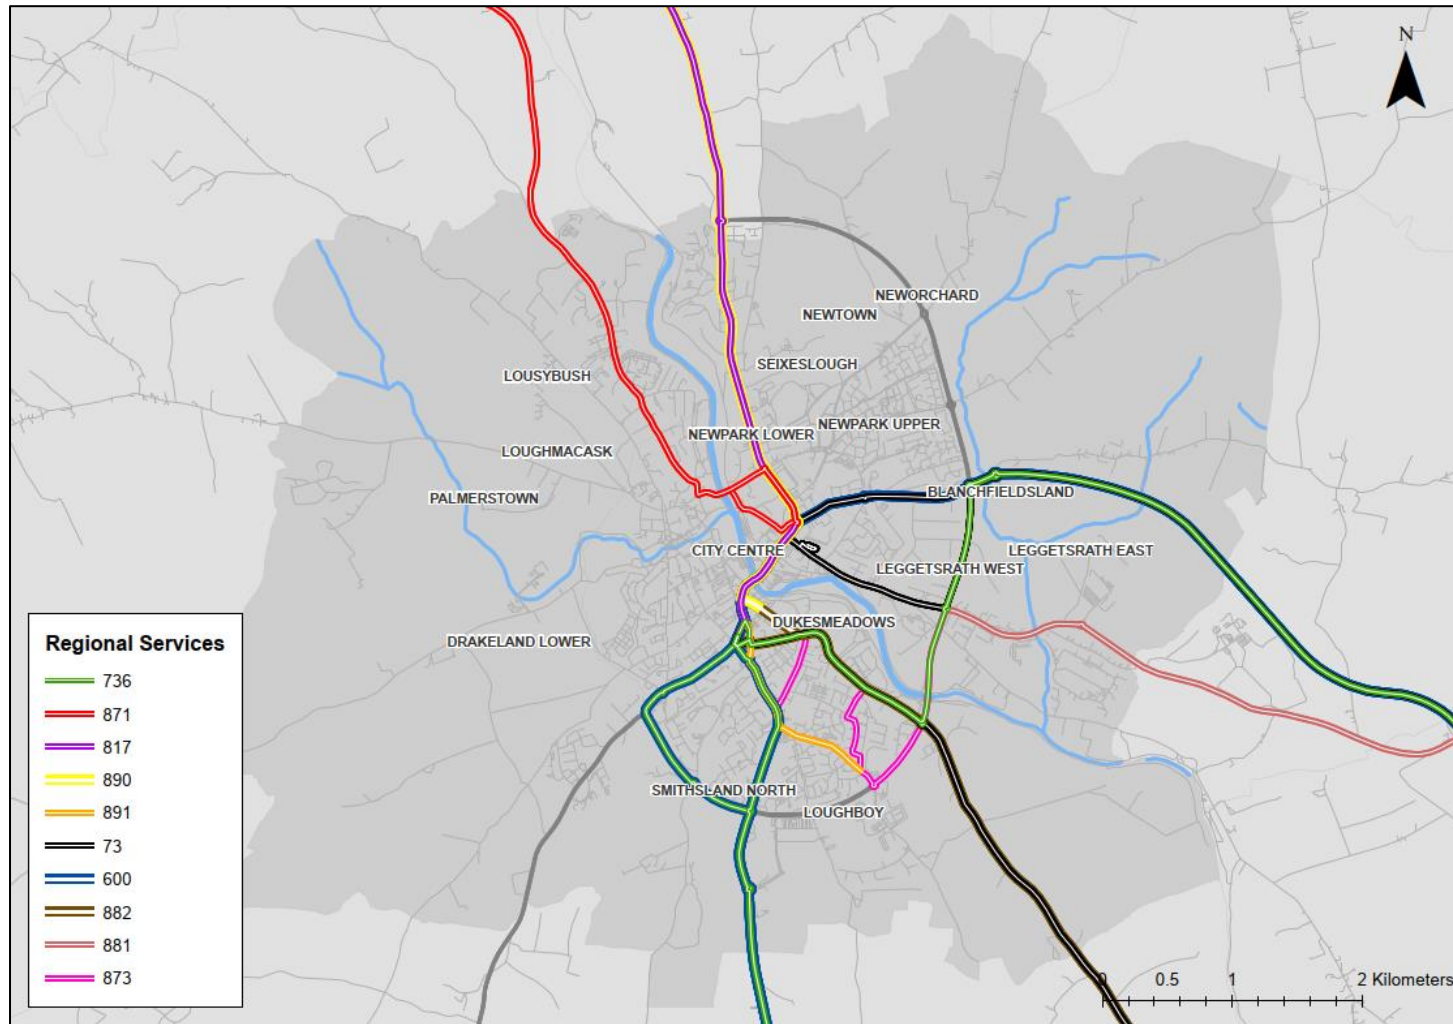 N
NEWORCHARD
NEWTOWN
SEIXESLOUGH
LOUSYBUSH
NEWPARK UPPER
NEWPARK LOWER
LOUGHMACASK
PALMERSTOWN
BLANCHFIELDSLAND
CITY CENTRE
LEGGETSRATH EAST
LEGGETSRATH WEST
DUKESMEADOWS
DRAKELAND LOWER
SMITHSLAND NORTH
LOUGHBOY
Regional Services
736
871
817
890
891
73
600
882
881
873
0 0.5 1 2 Kilometers